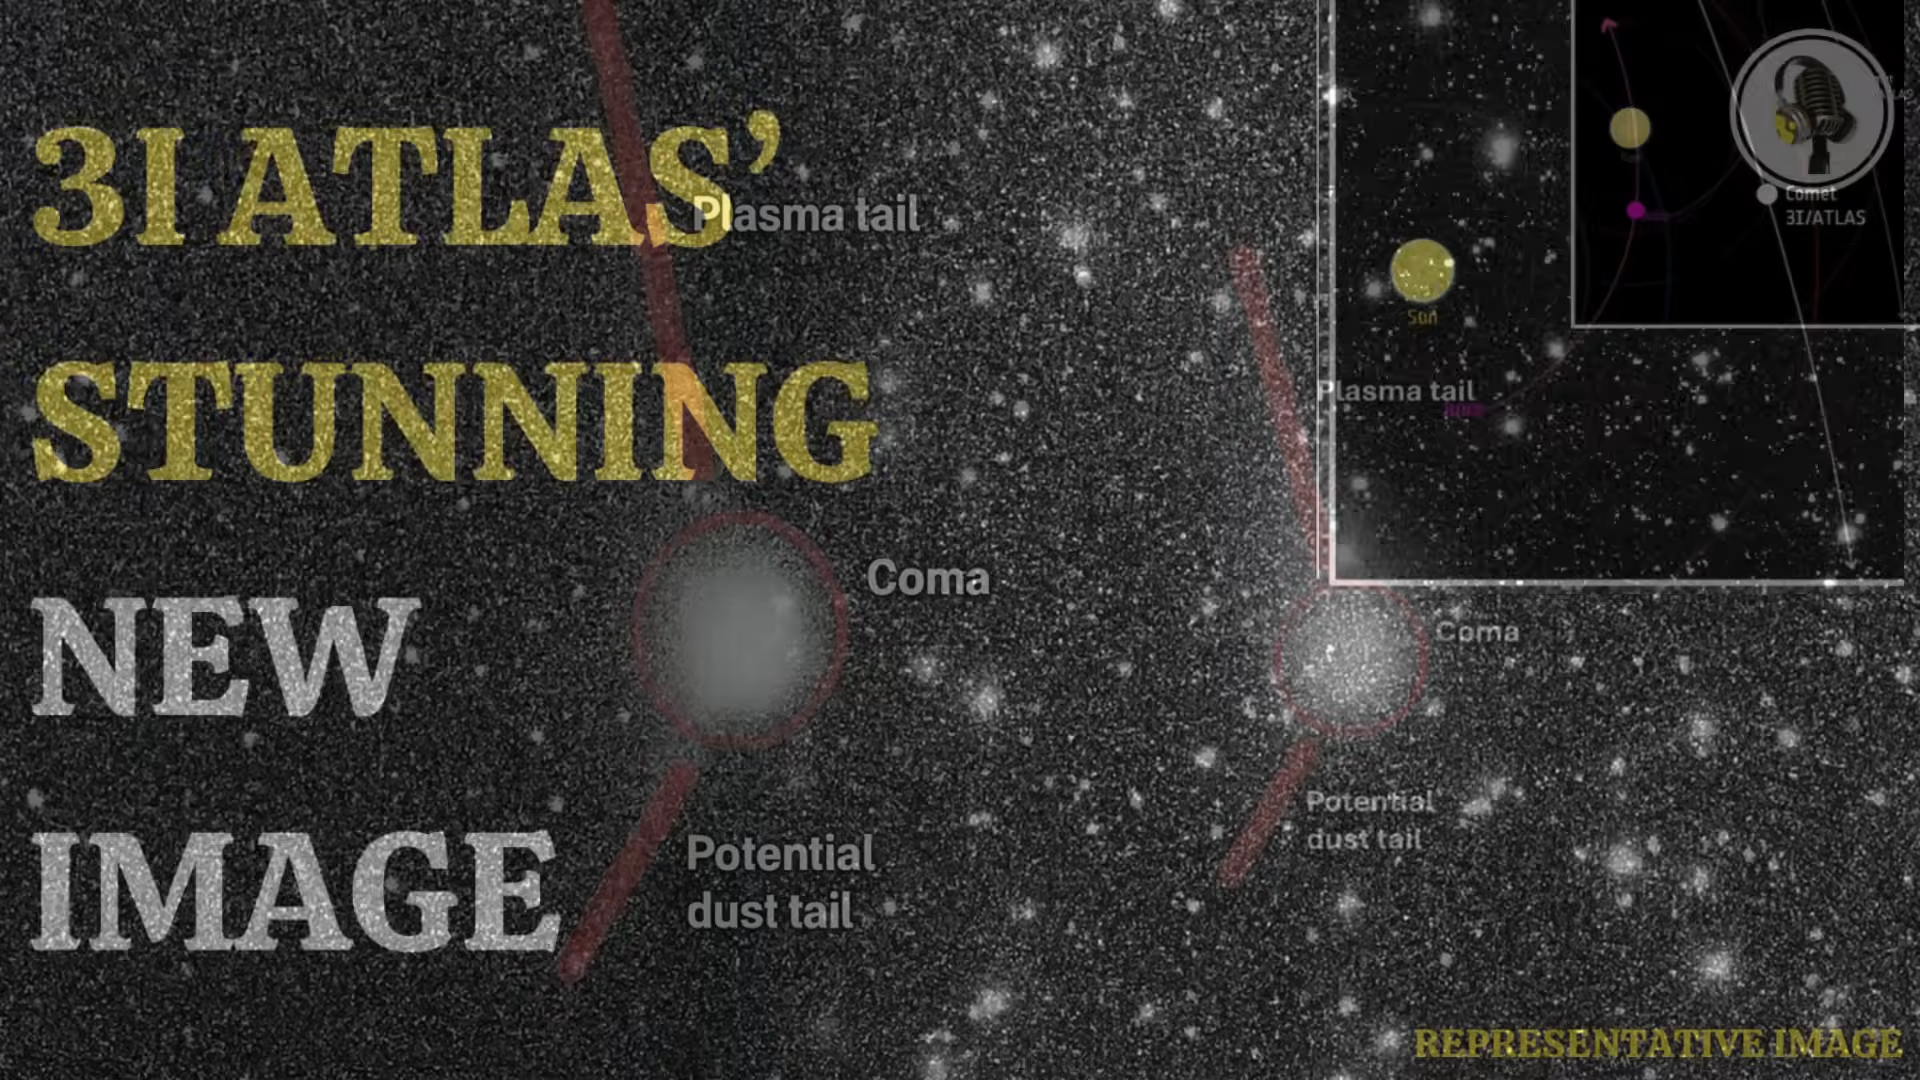 3I ATLAS’
STUNNING
NEW
IMAGE
Plasma tail
Coma
Potential
dust tail
Plasma tail
Coma
Potential
dust tail
Sun
Comet
3I/ATLAS
REPRESENTATIVE IMAGE